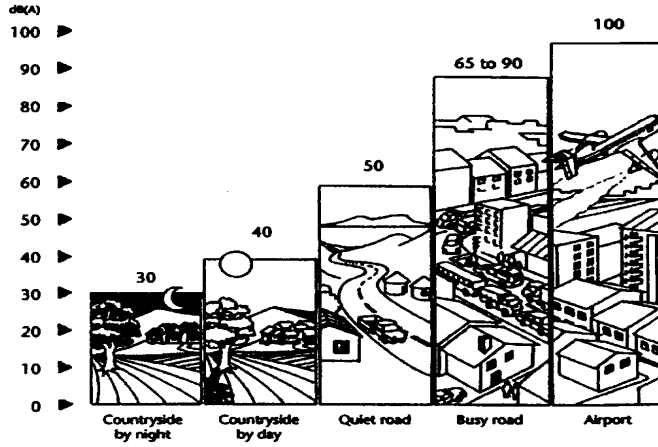 dB(A)
100
90
80
70
60
50
40
30
20
10
0
30
40
50
65 to 90
100
Countryside
by night
Countryside
by day
Quiet road
Busy road
Airport